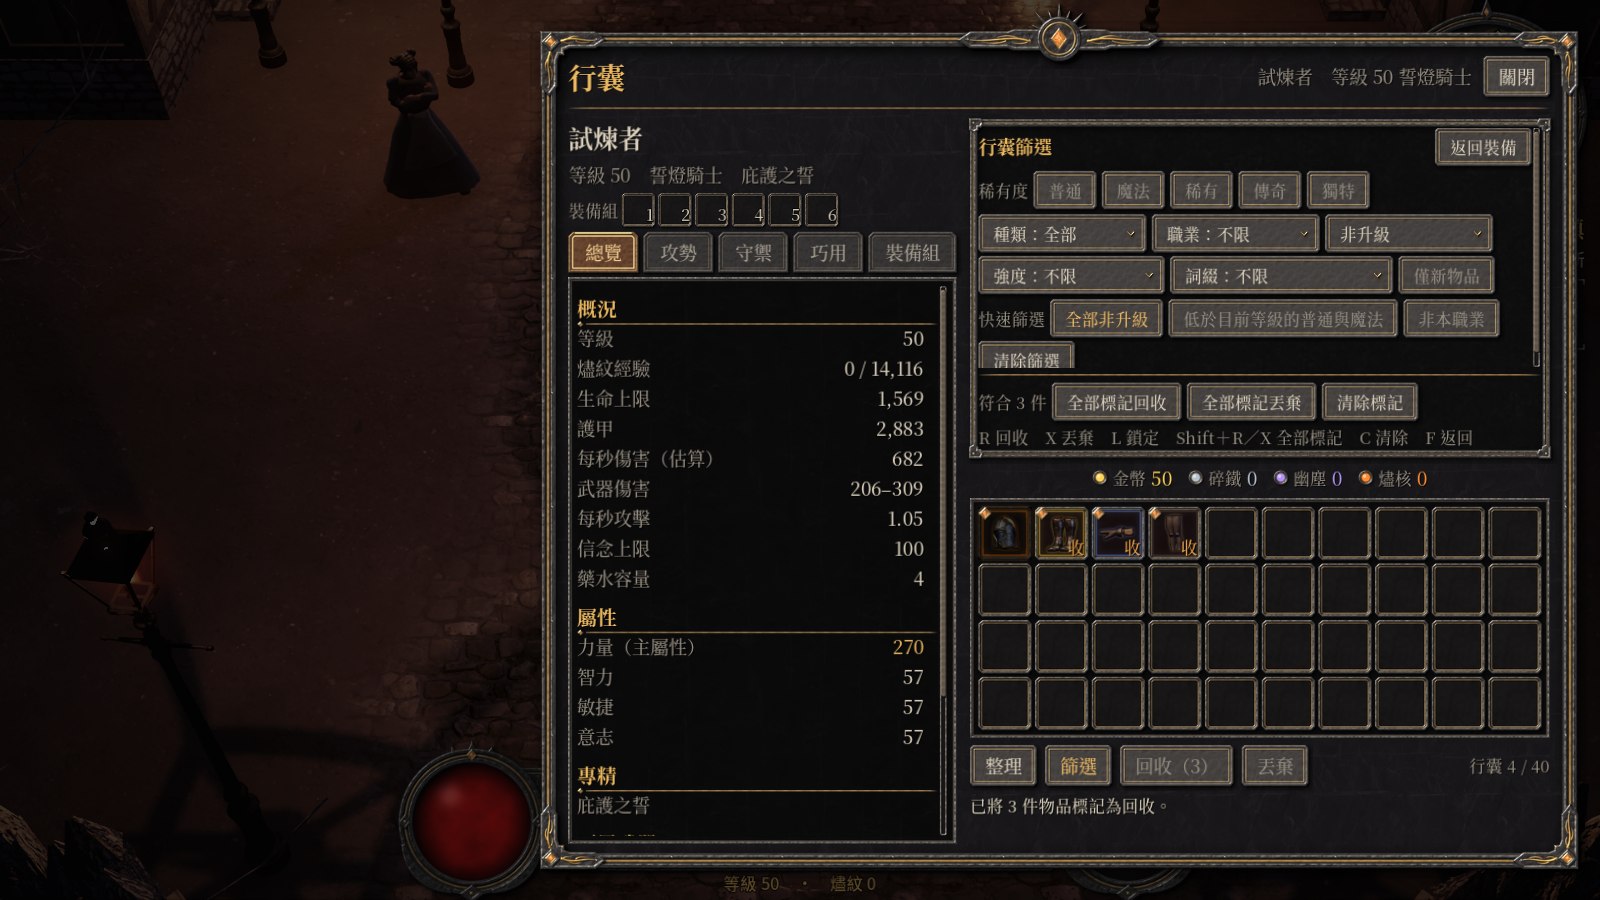 行囊
試煉者 等級 50 誓燈騎士 關閉
試煉者
等級 50 誓燈騎士 庇護之誓
裝備組 1 2 3 4 5 6
總覽 攻勢 守禦 巧用 裝備組
概況
等級 50
燼紋經驗 0 / 14,116
生命上限 1,569
護甲 2,883
每秒傷害（估算） 682
武器傷害 206–309
每秒攻擊 1.05
信念上限 100
藥水容量 4
屬性
力量（主屬性） 270
智力 57
敏捷 57
意志 57
專精
庇護之誓
行囊篩選 返回裝備
稀有度 普通 魔法 稀有 傳奇 獨特
種類：全部 職業：不限 非升級
強度：不限 詞綴：不限 僅新物品
快速篩選 全部非升級 低於目前等級的普通與魔法 非本職業
清除篩選
符合 3 件 全部標記回收 全部標記丟棄 清除標記
R 回收 X 丟棄 L 鎖定 Shift＋R／X 全部標記 C 清除 F 返回
金幣 50 碎鐵 0 幽塵 0 燼核 0
收 收 收
整理 篩選 回收（3） 丟棄 行囊 4 / 40
已將 3 件物品標記為回收。
等級 50 · 燼紋 0